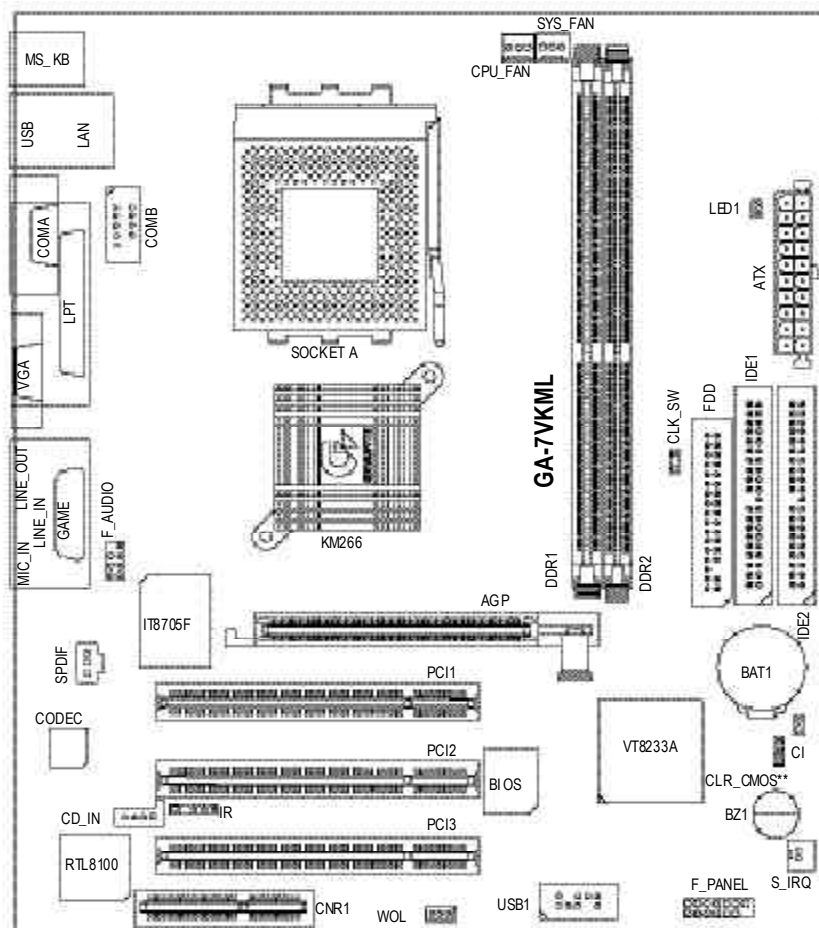 SYS_FAN
MS_KB
CPU_FAN
USB
LAN
COMA
COMB
LPT
LED1
ATX
VGA
SOCKET A
IDE1
FDD
CLK_SW
GA-7VKML
LINE_OUT
MIC_IN
LINE_IN
GAME
F_AUDIO
KM266
DDR1
DDR2
IT8705F
AGP
IDE2
SPDIF
PCI1
BAT1
CODEC
PCI2
VT8233A
CI
BIOS
CLR_CMOS**
CD_IN
IR
PCI3
BZ1
RTL8100
S_IRQ
CNR1
WOL
USB1
F_PANEL